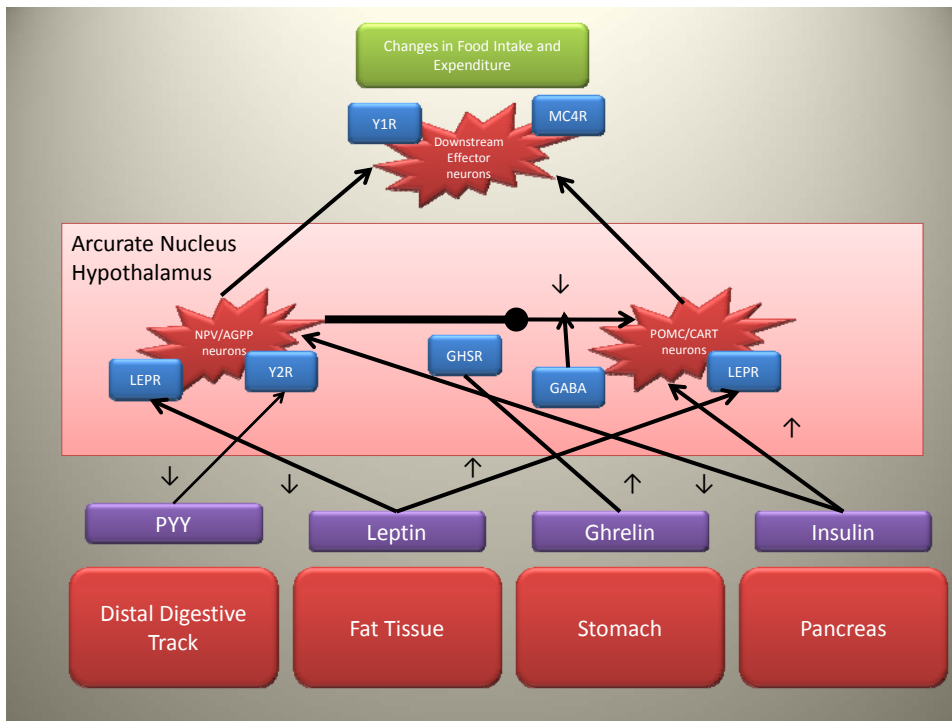 Changes in Food Intake and
Expenditure
Y1R
MC4R
Downstream
Effector
neurons
Arcurate Nucleus
Hypothalamus
↓
NPV/AGPP
neurons
POMC/CART
neurons
LEPR
Y2R
GHSR
GABA
LEPR
↑
↓
↓
↑
↑
↓
PYY
Leptin
Ghrelin
Insulin
Distal Digestive
Track
Fat Tissue
Stomach
Pancreas